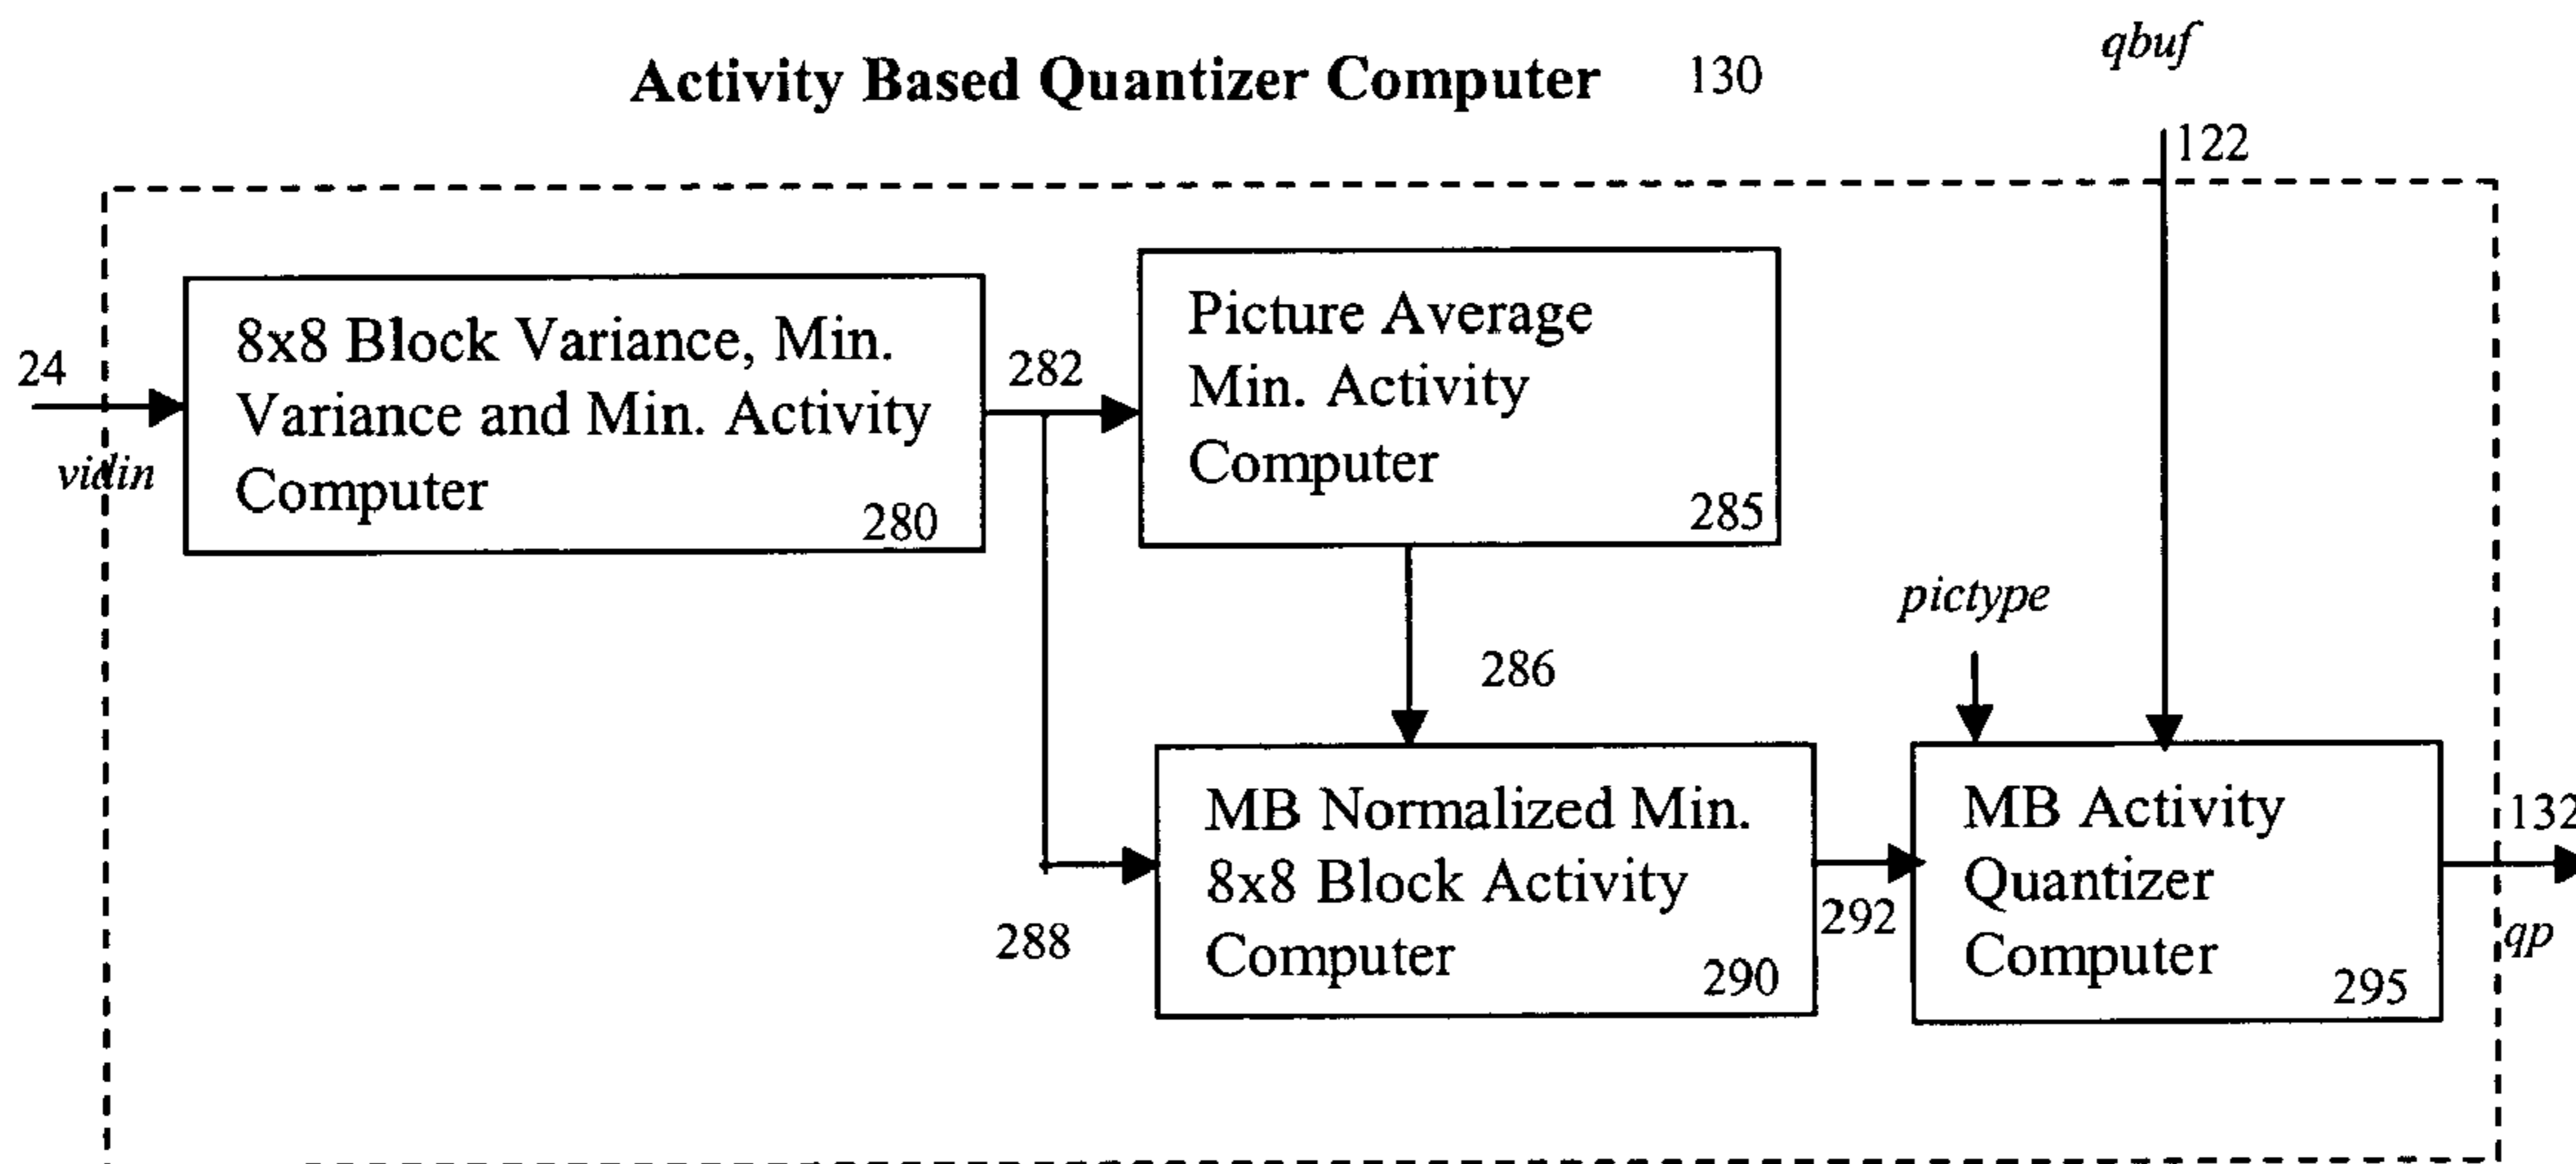 qbuf
Activity Based Quantizer Computer 130
122
24
vidin
8x8 Block Variance, Min.
Variance and Min. Activity
Computer
280
282
Picture Average
Min. Activity
Computer
285
286
pictype
288
MB Normalized Min.
8x8 Block Activity
Computer
290
292
MB Activity
Quantizer
Computer
295
132
qp